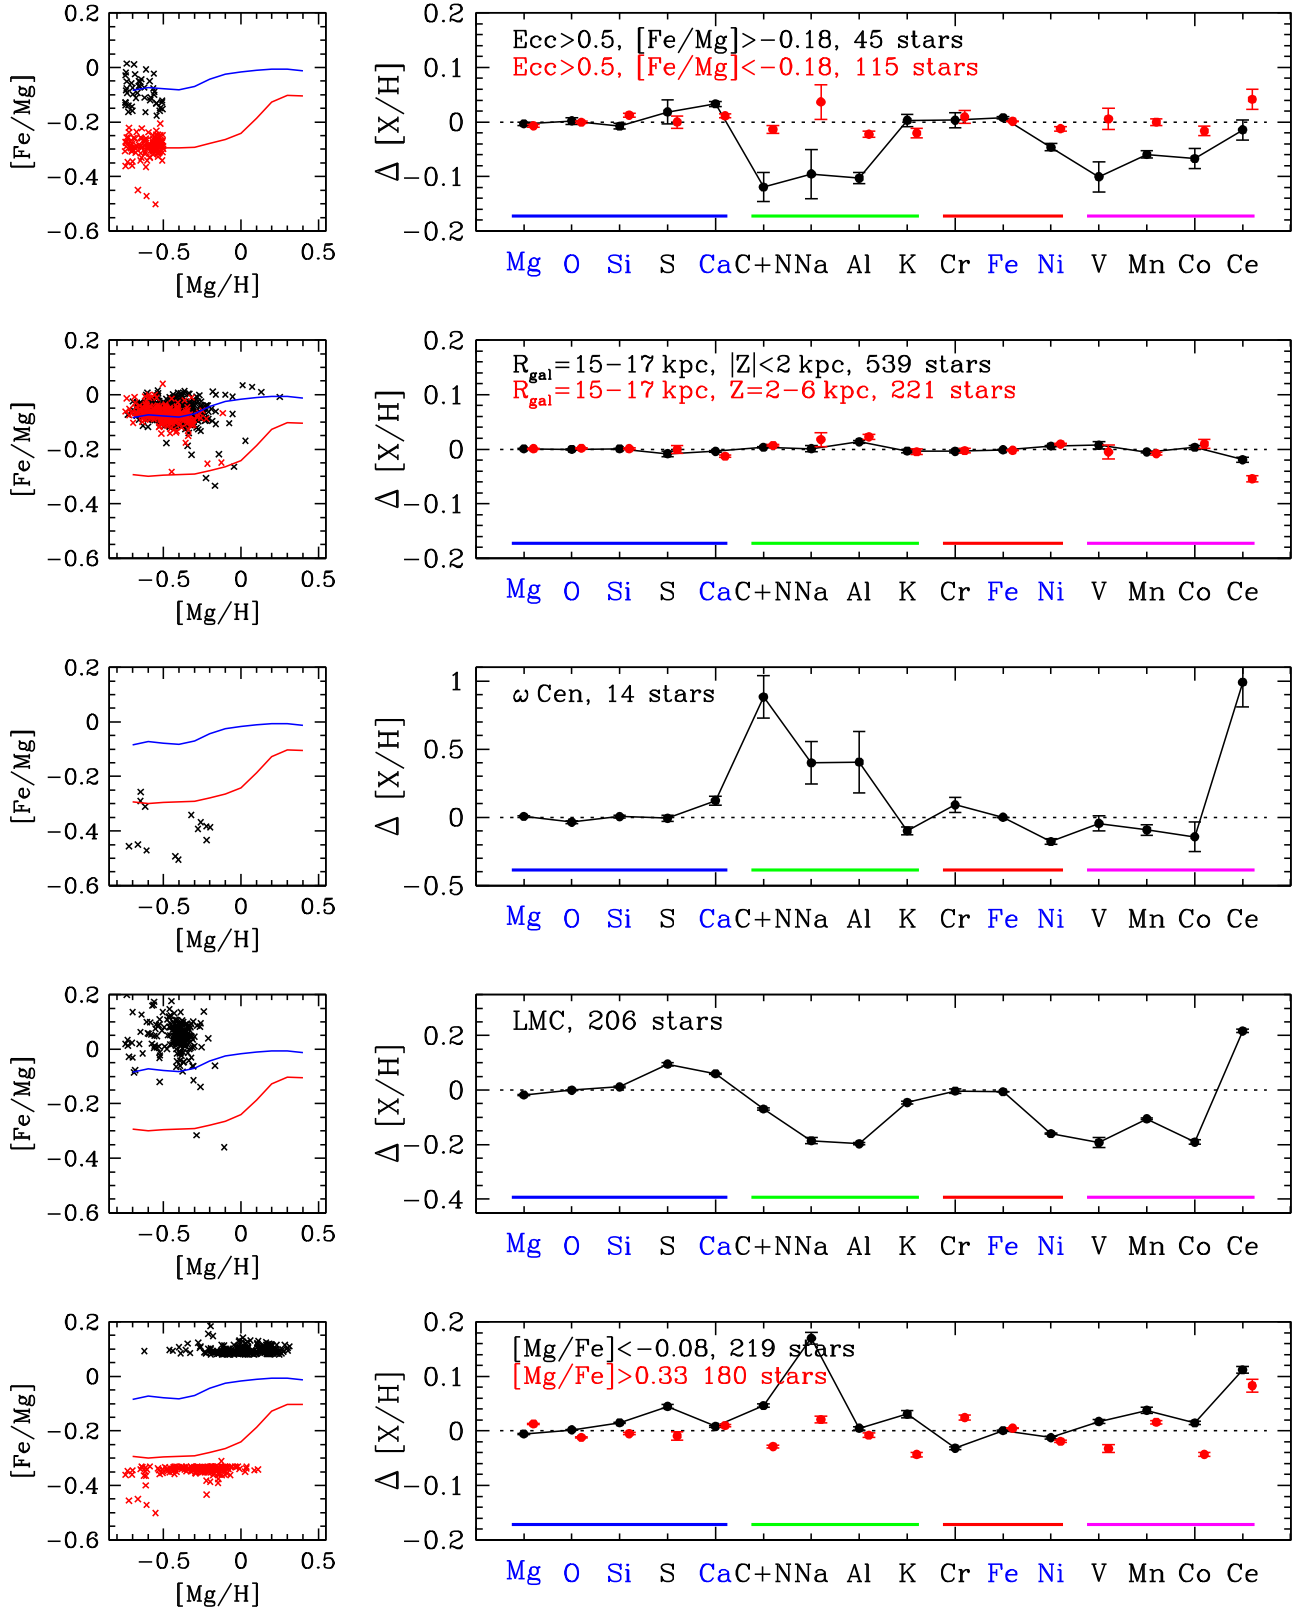 0.2
0
−0.2
−0.4
−0.6
[Fe/Mg]
−0.5 0 0.5
[Mg/H]
0.2
0.1
0
−0.1
−0.2
Δ [X/H]
Ecc>0.5, [Fe/Mg]>−0.18, 45 stars
Ecc>0.5, [Fe/Mg]<−0.18, 115 stars
Mg O Si S Ca C+N Na Al K Cr Fe Ni V Mn Co Ce
0.2
0
−0.2
−0.4
−0.6
[Fe/Mg]
−0.5 0 0.5
[Mg/H]
0.2
0.1
0
−0.1
−0.2
Δ [X/H]
Rgal=15−17 kpc, |Z|<2 kpc, 539 stars
Rgal=15−17 kpc, Z=2−6 kpc, 221 stars
Mg O Si S Ca C+N Na Al K Cr Fe Ni V Mn Co Ce
0.2
0
−0.2
−0.4
−0.6
[Fe/Mg]
−0.5 0 0.5
[Mg/H]
1
0.5
0
−0.5
Δ [X/H]
ω Cen, 14 stars
Mg O Si S Ca C+N Na Al K Cr Fe Ni V Mn Co Ce
0.2
0
−0.2
−0.4
−0.6
[Fe/Mg]
−0.5 0 0.5
[Mg/H]
0.2
0
−0.2
−0.4
Δ [X/H]
LMC, 206 stars
Mg O Si S Ca C+N Na Al K Cr Fe Ni V Mn Co Ce
0.2
0
−0.2
−0.4
−0.6
[Fe/Mg]
−0.5 0 0.5
[Mg/H]
0.2
0.1
0
−0.1
−0.2
Δ [X/H]
[Mg/Fe]<−0.08, 219 stars
[Mg/Fe]>0.33 180 stars
Mg O Si S Ca C+N Na Al K Cr Fe Ni V Mn Co Ce